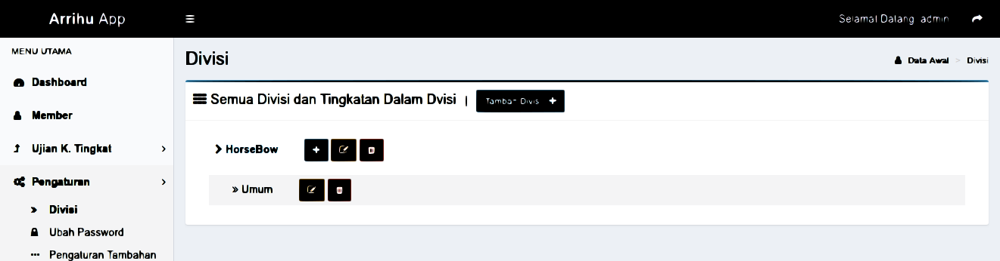 Arrihu App
Selamat Datang admin
MENU UTAMA
Dashboard
Member
Ujian K. Tingkat
Pengaturan
Divisi
Ubah Password
Pengaturan Tambahan
Divisi
Data Awal > Divisi
Semua Divisi dan Tingkatan Dalam Dvisi | Tambah Divisi
HorseBow
Umum